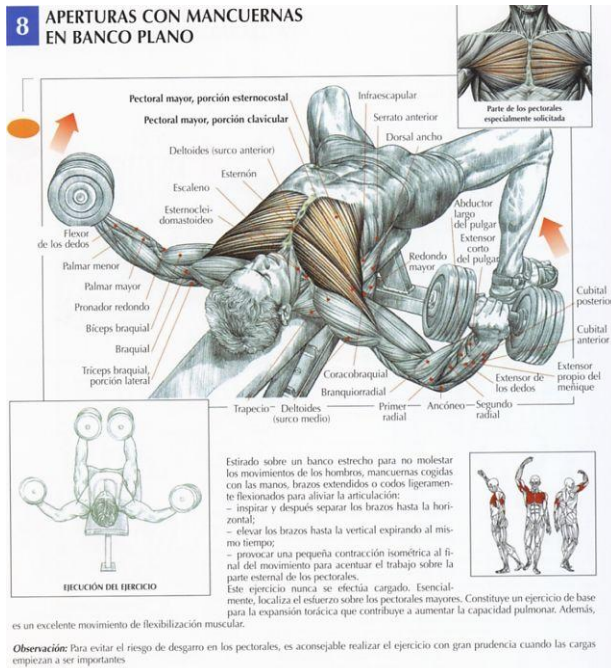 8
APERTURAS CON MANCUERNAS
EN BANCO PLANO
Parte de los pectorales
especialmente solicitada
Pectoral mayor, porción esternocostal
Pectoral mayor, porción clavicular
Deltoides (surco anterior)
Esternón
Escaleno
Esternoclei-
domastoideo
Infraescapular
Serrato anterior
Dorsal ancho
Flexor
de los dedos
Palmar menor
Palmar mayor
Pronador redondo
Bíceps braquial
Braquial
Tríceps braquial,
porción lateral
Abductor
largo
del pulgar
Extensor
corto
del pulgar
Redondo
mayor
Cubital
posterior
Cubital
anterior
Extensor
propio del
meñique
Extensor de
los dedos
Coracobraquial
Branquiorradial
Trapecio
Deltoides
(surco medio)
Primer
radial
Ancóneo
Segundo
radial
EJECUCIÓN DEL EJERCICIO
Estirado sobre un banco estrecho para no molestar
los movimientos de los hombros, mancuernas cogidas
con las manos, brazos extendidos o codos ligeramen-
te flexionados para aliviar la articulación:
– inspirar y después separar los brazos hasta la hori-
zontal;
– elevar los brazos hasta la vertical expirando al mis-
mo tiempo;
– provocar una pequeña contracción isométrica al fi-
nal del movimiento para acentuar el trabajo sobre la
parte esternal de los pectorales.
Este ejercicio nunca se efectúa cargado. Esencial-
mente, localiza el esfuerzo sobre los pectorales mayores. Constituye un ejercicio de base
para la expansión torácica que contribuye a aumentar la capacidad pulmonar. Además,
es un excelente movimiento de flexibilización muscular.
Observación: Para evitar el riesgo de desgarro en los pectorales, es aconsejable realizar el ejercicio con gran prudencia cuando las cargas
empiezan a ser importantes